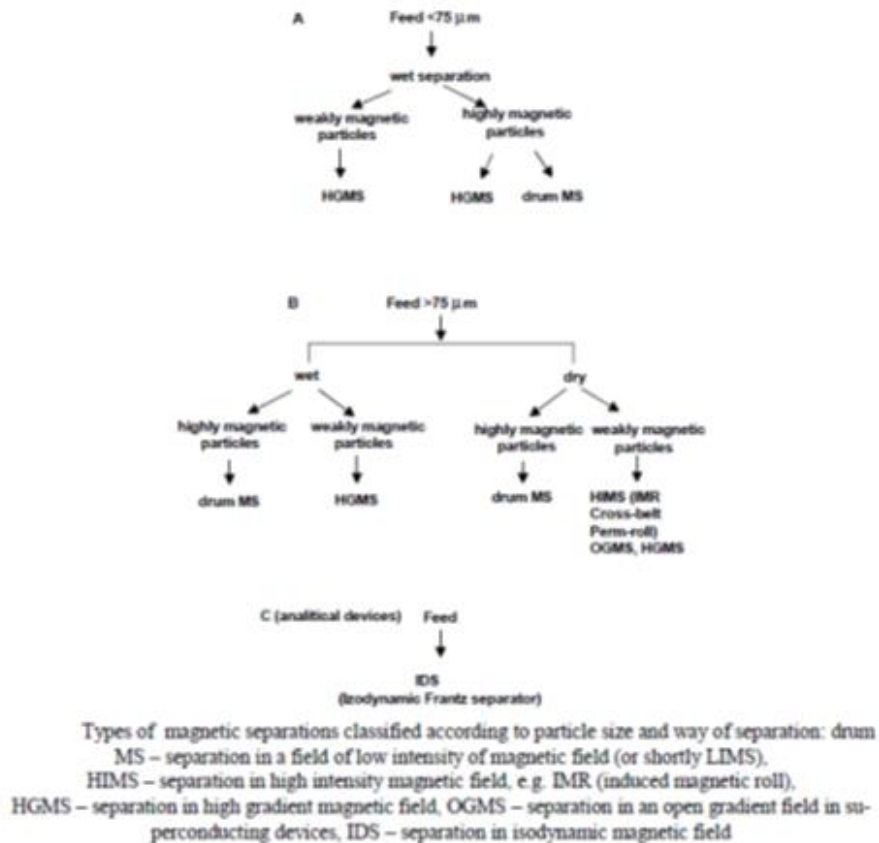 A Feed <75 μm
wet separation
weakly magnetic
particles
highly magnetic
particles
HGMS
HGMS drum MS
B Feed >75 μm
wet
dry
highly magnetic
particles
weakly magnetic
particles
highly magnetic
particles
weakly magnetic
particles
drum MS
HGMS
drum MS
HIMS (IMR
Cross-belt
Perm-roll)
OGMS, HGMS
C (analitical devices) Feed
IDS
(Izodynamic Frantz separator)
Types of magnetic separations classified according to particle size and way of separation: drum
MS – separation in a field of low intensity of magnetic field (or shortly LIMS),
HIMS – separation in high intensity magnetic field, e.g. IMR (induced magnetic roll),
HGMS – separation in high gradient magnetic field, OGMS – separation in an open gradient field in su-
perconducting devices, IDS – separation in isodynamic magnetic field